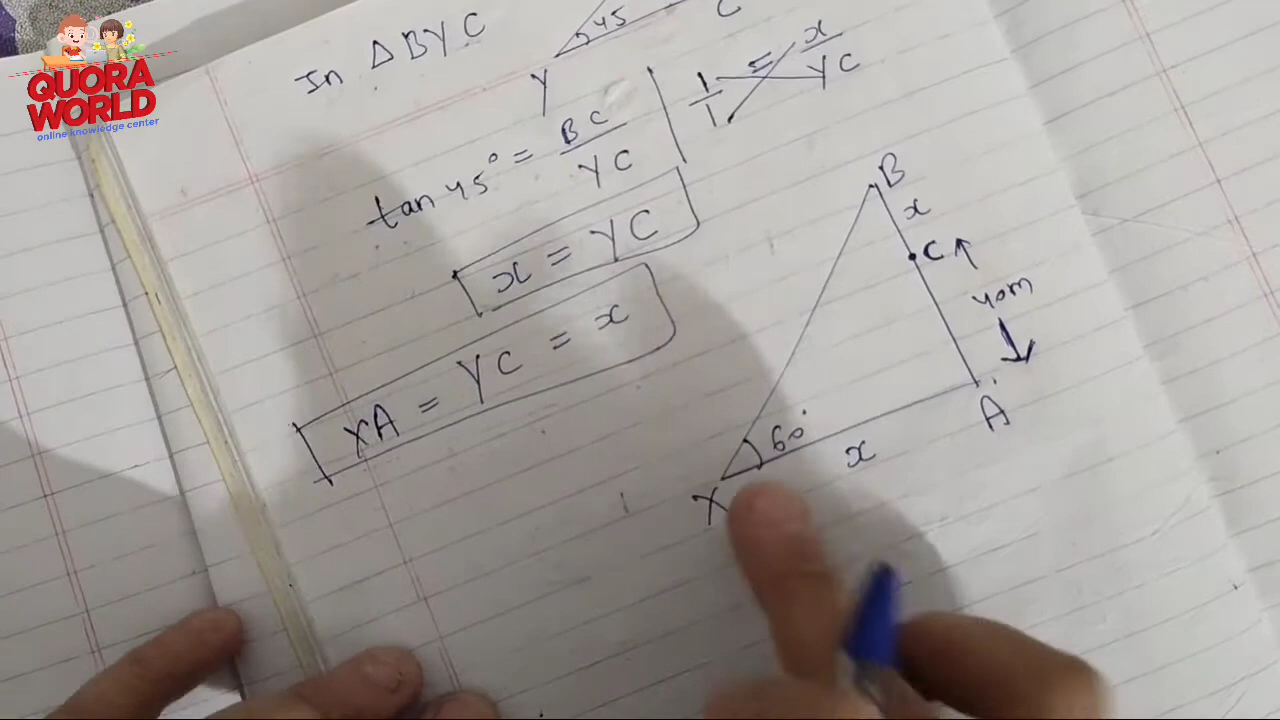 QUORA
WORLD
online knowledge center
In △BYC
Y 45 C
tan 45° = BC / YC
1/1 = x / YC
x = YC
XA = YC = x
B
x
C ↑
40m
↓
A
60°
x
X